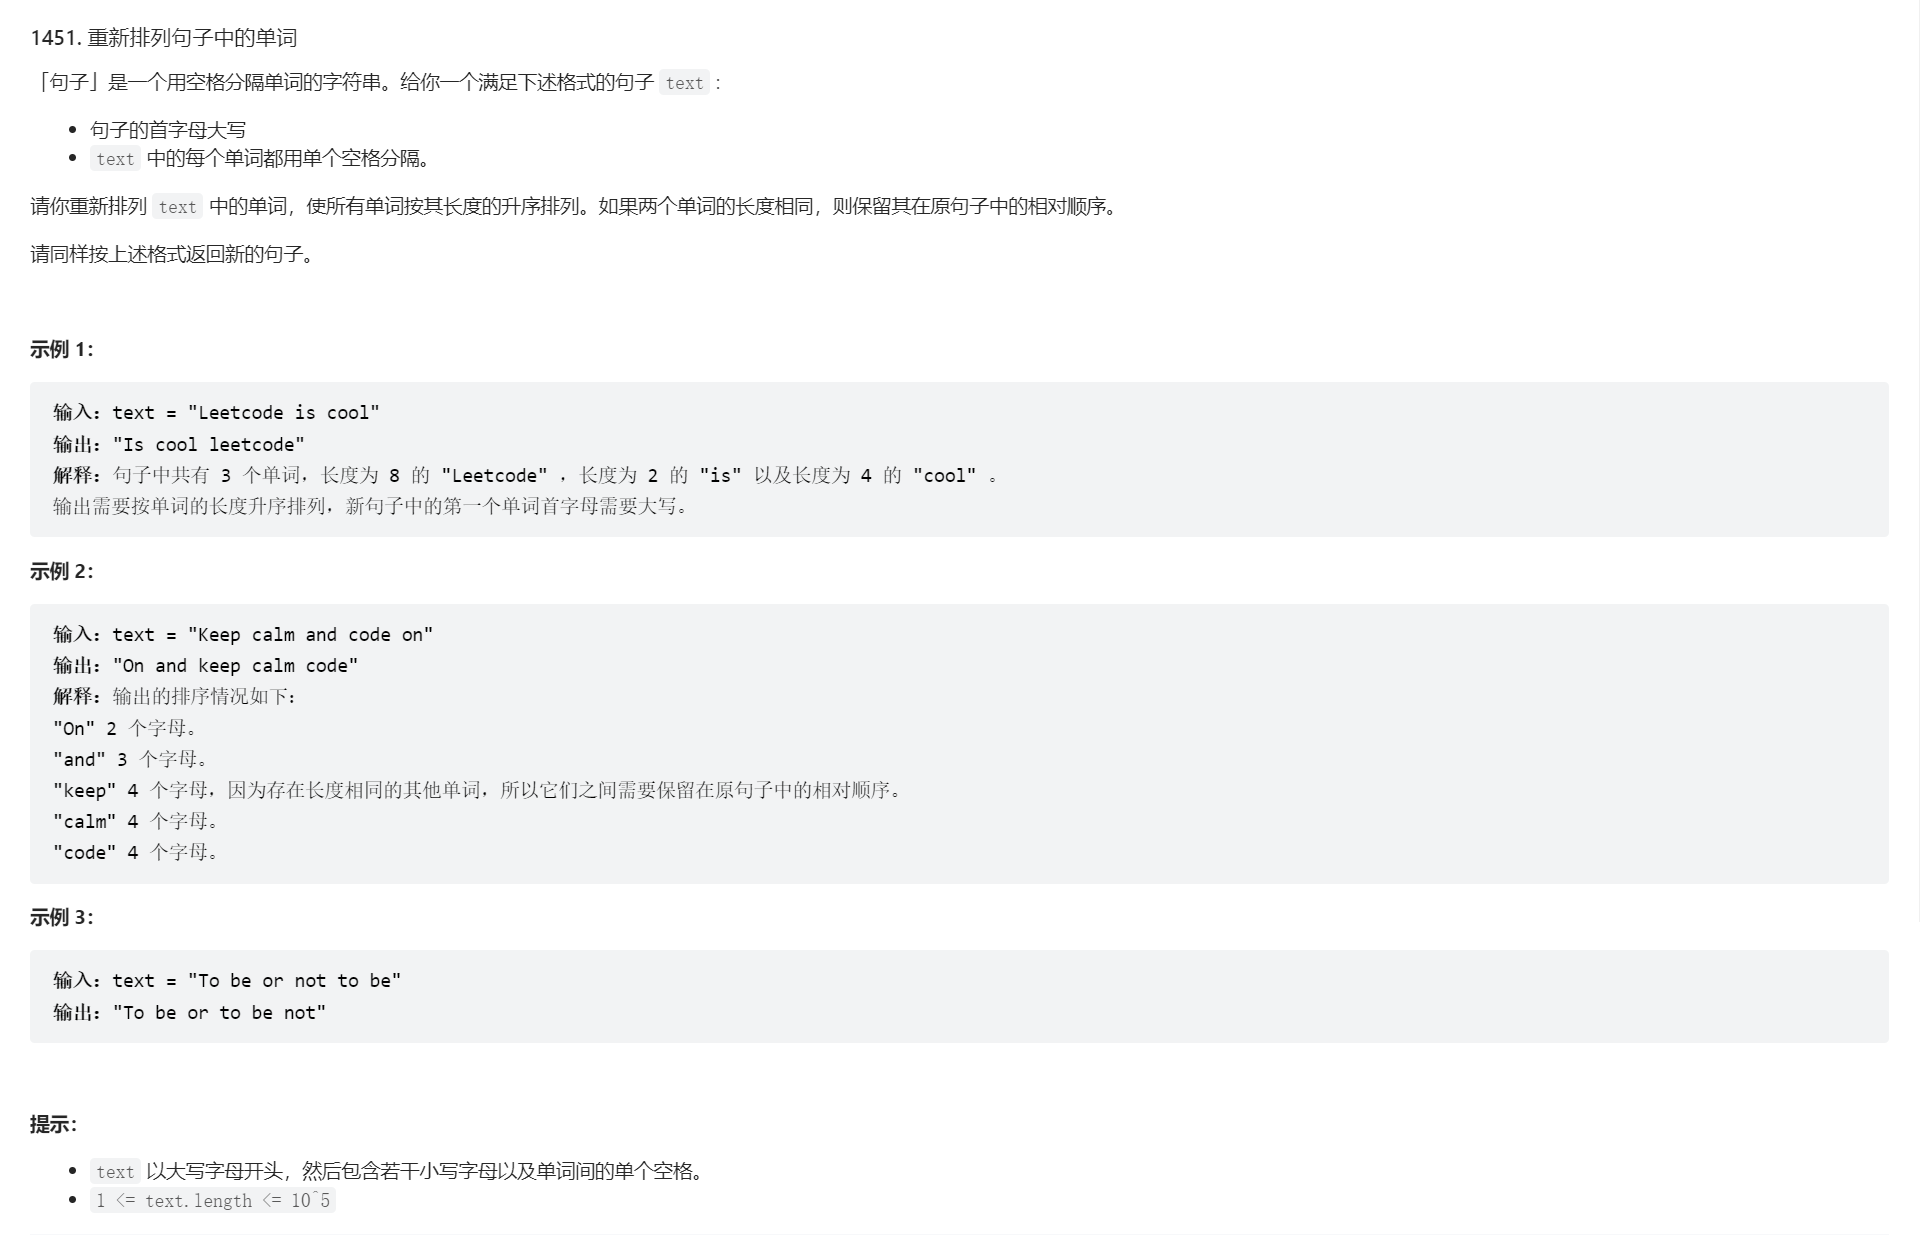 1451. 重新排列句子中的单词
「句子」是一个用空格分隔单词的字符串。给你一个满足下述格式的句子 text :
句子的首字母大写
text 中的每个单词都用单个空格分隔。
请你重新排列 text 中的单词，使所有单词按其长度的升序排列。如果两个单词的长度相同，则保留其在原句子中的相对顺序。
请同样按上述格式返回新的句子。
示例 1：
输入：text = "Leetcode is cool"
输出："Is cool leetcode"
解释：句子中共有 3 个单词，长度为 8 的 "Leetcode" ，长度为 2 的 "is" 以及长度为 4 的 "cool" 。
输出需要按单词的长度升序排列，新句子中的第一个单词首字母需要大写。
示例 2：
输入：text = "Keep calm and code on"
输出："On and keep calm code"
解释：输出的排序情况如下：
"On" 2 个字母。
"and" 3 个字母。
"keep" 4 个字母，因为存在长度相同的其他单词，所以它们之间需要保留在原句子中的相对顺序。
"calm" 4 个字母。
"code" 4 个字母。
示例 3：
输入：text = "To be or not to be"
输出："To be or to be not"
提示：
text 以大写字母开头，然后包含若干小写字母以及单词间的单个空格。
1 <= text.length <= 10^5